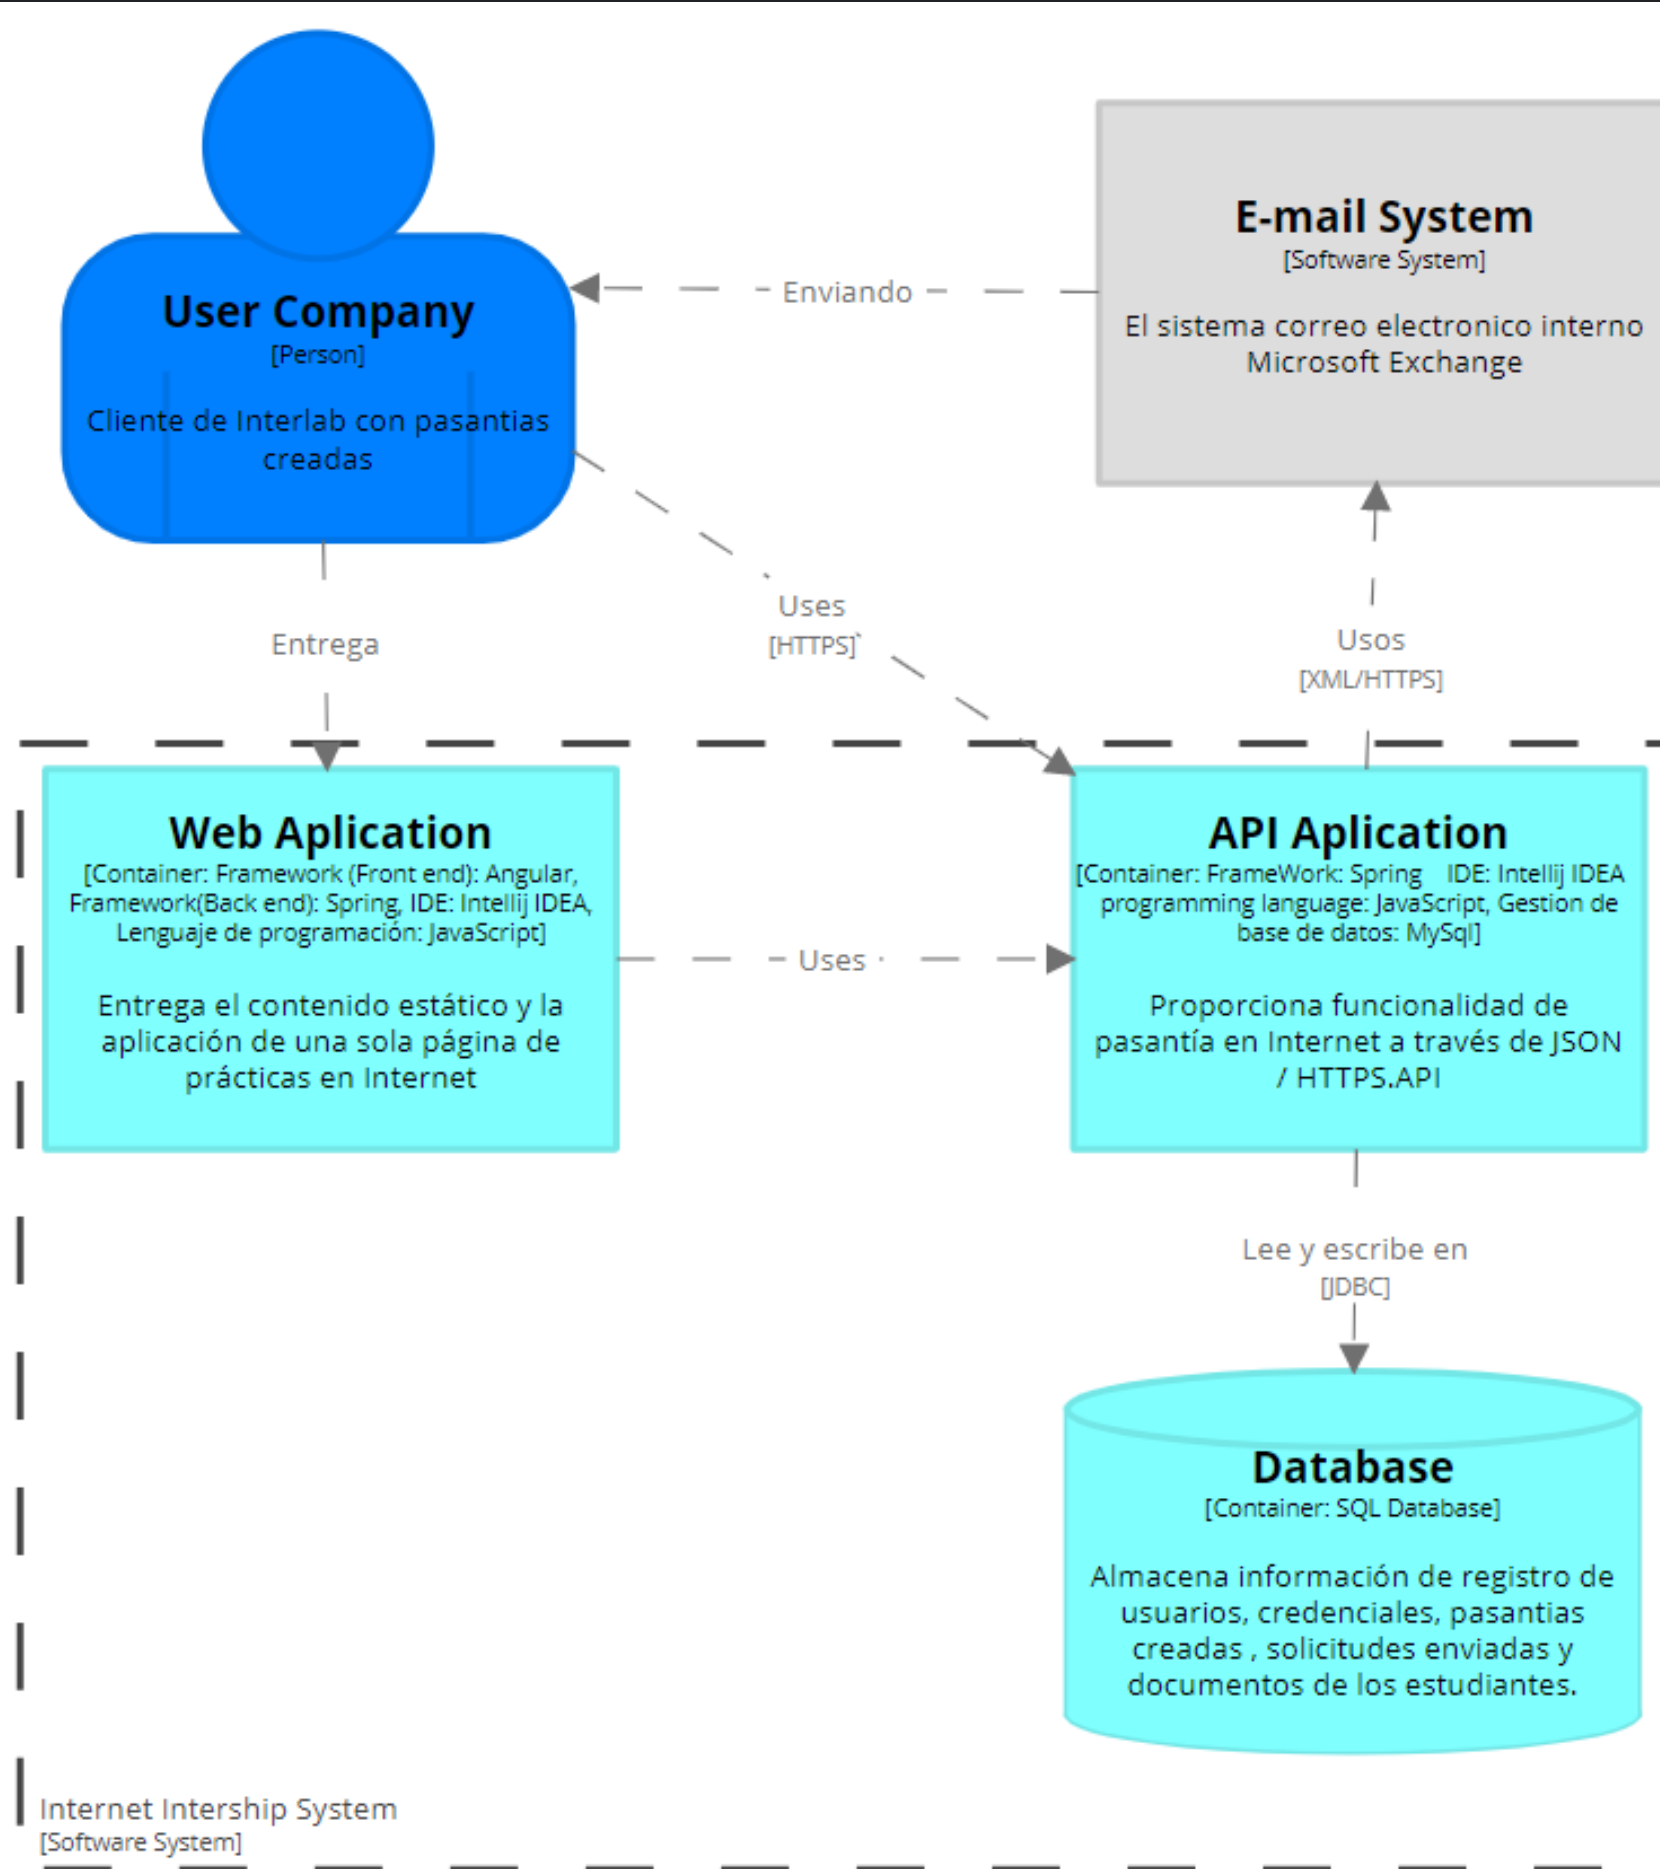 User Company
[Person]
Cliente de Interlab con pasantias
creadas
E-mail System
[Software System]
El sistema correo electronico interno
Microsoft Exchange
Enviando
Entrega
Uses
[HTTPS]`
Usos
[XML/HTTPS]
Web Aplication
[Container: Framework (Front end): Angular,
Framework(Back end): Spring, IDE: Intellij IDEA,
Lenguaje de programación: JavaScript]
Entrega el contenido estático y la
aplicación de una sola página de
prácticas en Internet
Uses
API Aplication
[Container: FrameWork: Spring    IDE: Intellij IDEA
programming language: JavaScript, Gestion de
base de datos: MySql]
Proporciona funcionalidad de
pasantía en Internet a través de JSON
/ HTTPS.API
Lee y escribe en
[JDBC]
Database
[Container: SQL Database]
Almacena información de registro de
usuarios, credenciales, pasantias
creadas , solicitudes enviadas y
documentos de los estudiantes.
Internet Intership System
[Software System]